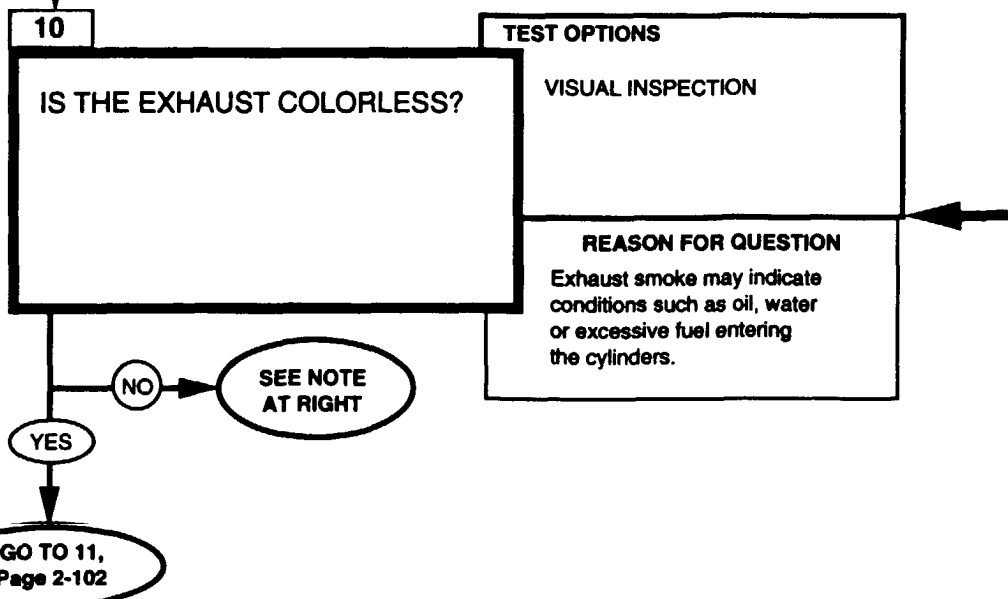 10
IS THE EXHAUST COLORLESS?
TEST OPTIONS
VISUAL INSPECTION
REASON FOR QUESTION
Exhaust smoke may indicate
conditions such as oil, water
or excessive fuel entering
the cylinders.
NO
SEE NOTE
AT RIGHT
YES
GO TO 11,
Page 2-102